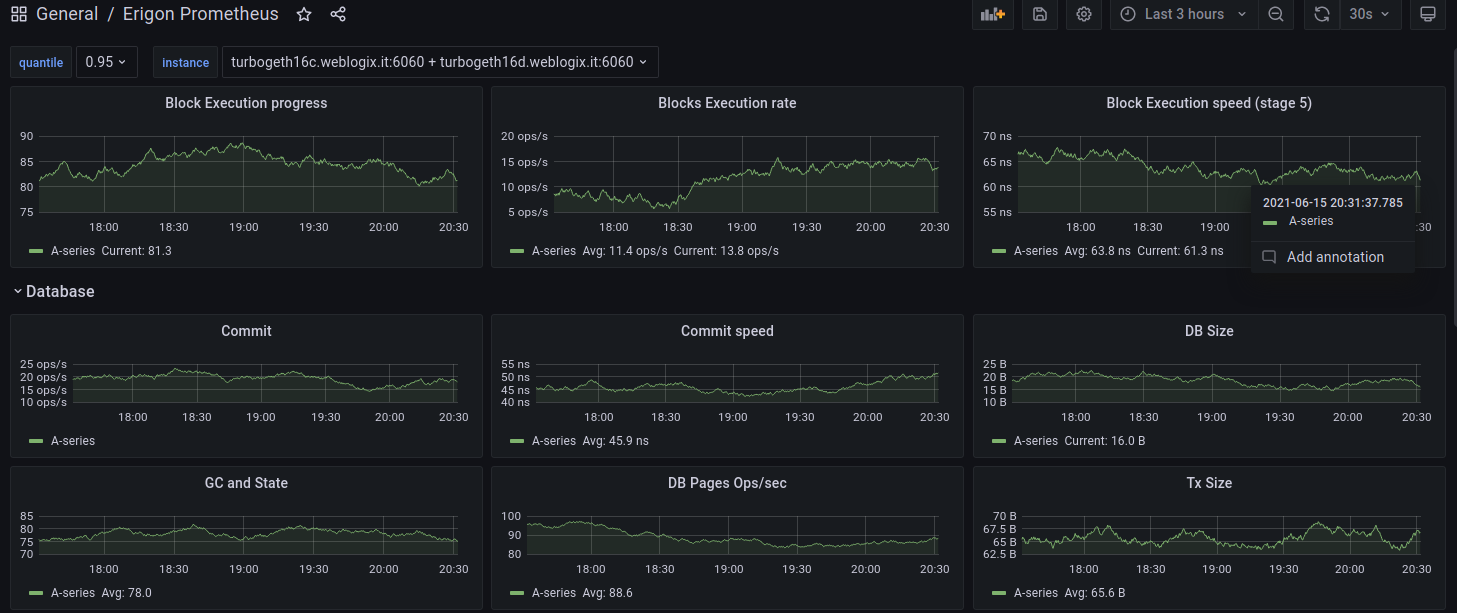 General / Erigon Prometheus
Last 3 hours
30s
quantile 0.95 instance turbogeth16c.weblogix.it:6060 + turbogeth16d.weblogix.it:6060
Block Execution progress
90
85
80
75
18:00 18:30 19:00 19:30 20:00 20:30
A-series Current: 81.3
Blocks Execution rate
20 ops/s
15 ops/s
10 ops/s
5 ops/s
18:00 18:30 19:00 19:30 20:00 20:30
A-series Avg: 11.4 ops/s Current: 13.8 ops/s
Block Execution speed (stage 5)
70 ns
65 ns
60 ns
55 ns
18:00 18:30 19:00 :30
A-series Avg: 63.8 ns Current: 61.3 ns
2021-06-15 20:31:37.785
A-series
Add annotation
Database
Commit
25 ops/s
20 ops/s
15 ops/s
10 ops/s
18:00 18:30 19:00 19:30 20:00 20:30
A-series
Commit speed
55 ns
50 ns
45 ns
40 ns
18:00 18:30 19:00 19:30 20:00 20:30
A-series Avg: 45.9 ns
DB Size
25 B
20 B
15 B
10 B
18:00 18:30 19:00 19:30 20:00 20:30
A-series Current: 16.0 B
GC and State
85
80
75
70
18:00 18:30 19:00 19:30 20:00 20:30
A-series Avg: 78.0
DB Pages Ops/sec
100
90
80
18:00 18:30 19:00 19:30 20:00 20:30
A-series Avg: 88.6
Tx Size
70 B
67.5 B
65 B
62.5 B
18:00 18:30 19:00 19:30 20:00 20:30
A-series Avg: 65.6 B